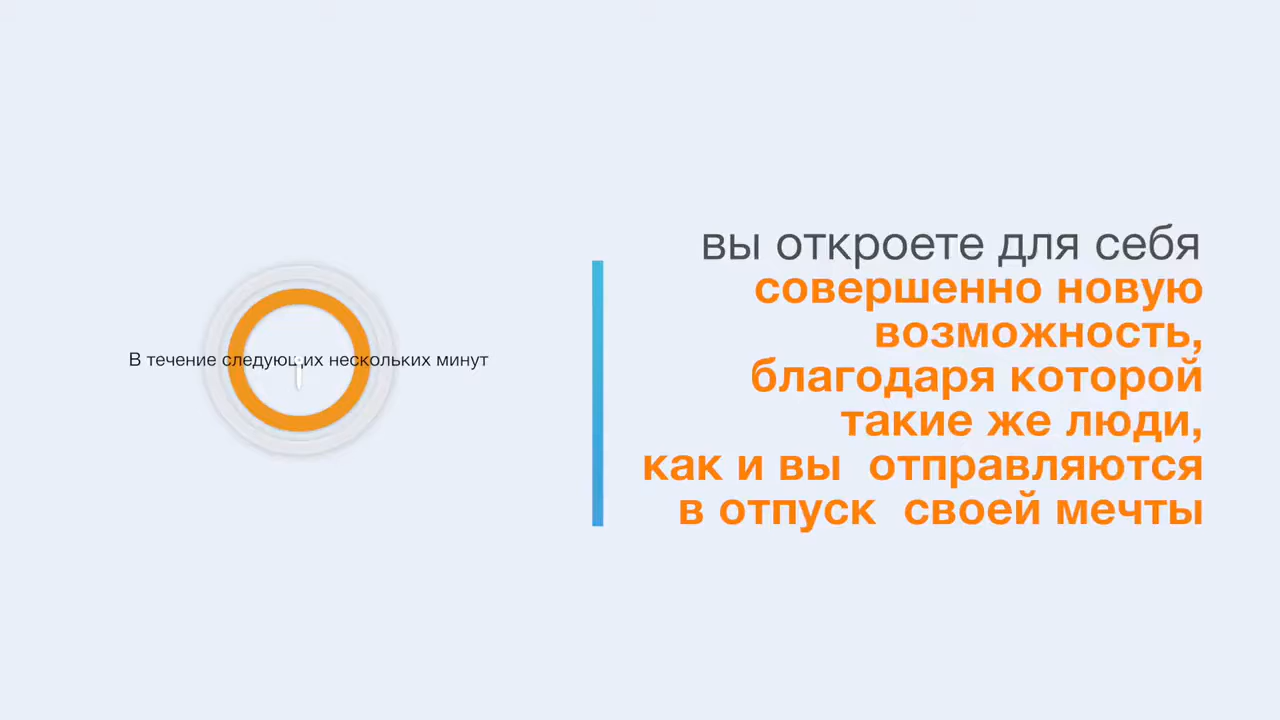 В течение следующих нескольких минут
вы откроете для себя
совершенно новую
возможность,
благодаря которой
такие же люди,
как и вы  отправляются
в отпуск  своей мечты